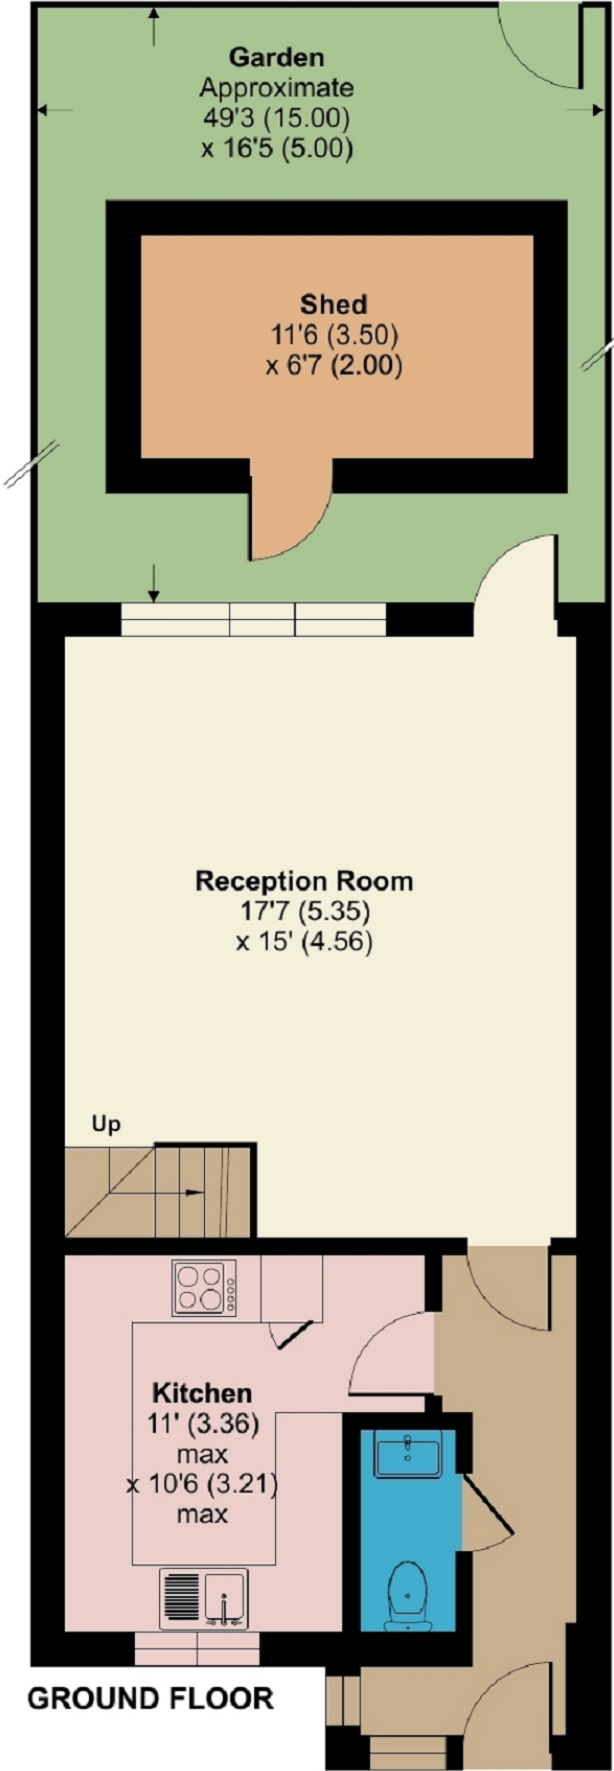 Garden
Approximate
49'3 (15.00)
x 16'5 (5.00)
Shed
11'6 (3.50)
x 6'7 (2.00)
Reception Room
17'7 (5.35)
x 15' (4.56)
Up
Kitchen
11' (3.36)
max
x 10'6 (3.21)
max
GROUND FLOOR